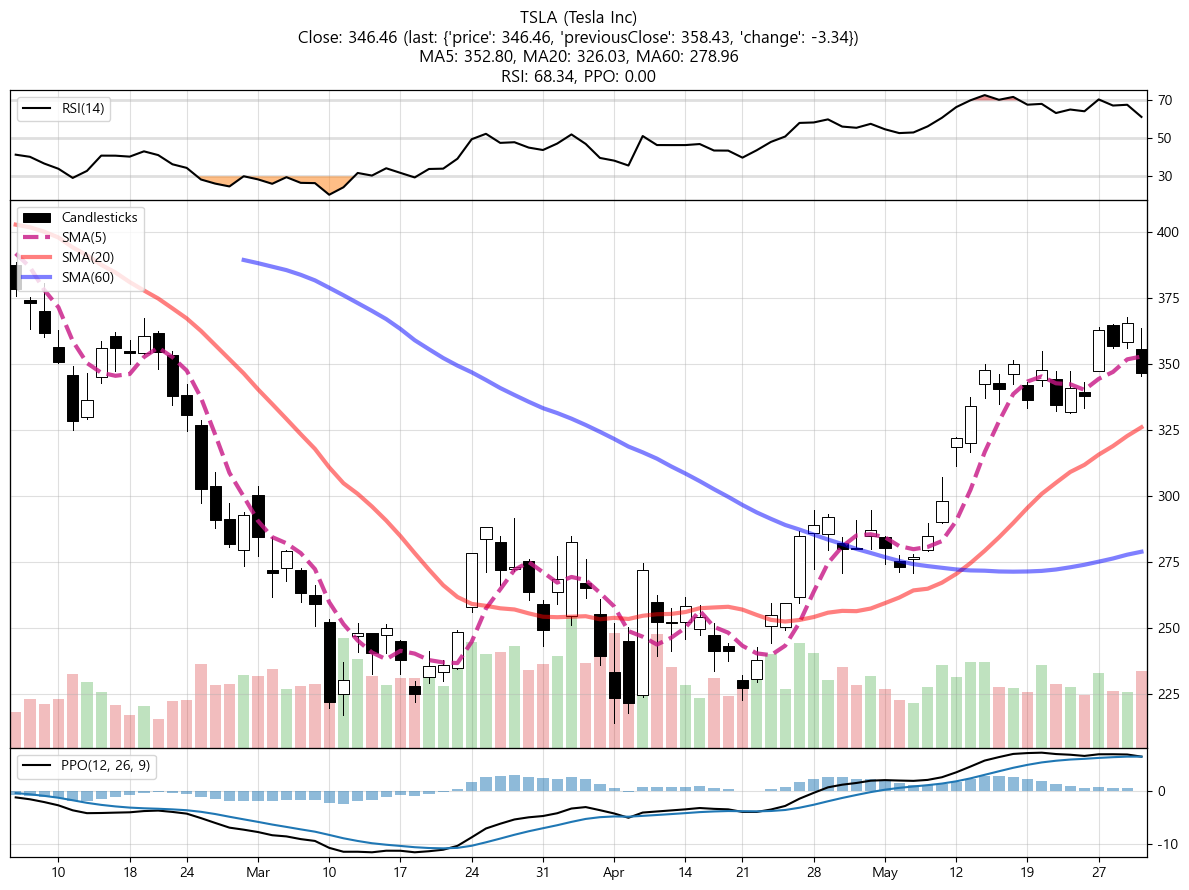 TSLA (Tesla Inc)
Close: 346.46 (last: {'price': 346.46, 'previousClose': 358.43, 'change': -3.34})
MA5: 352.80, MA20: 326.03, MA60: 278.96
RSI: 68.34, PPO: 0.00
RSI(14)
70
50
30
Candlesticks
SMA(5)
SMA(20)
SMA(60)
400
375
350
325
300
275
250
225
PPO(12, 26, 9)
0
-10
10 18 24 Mar 10 17 24 31 Apr 14 21 28 May 12 19 27